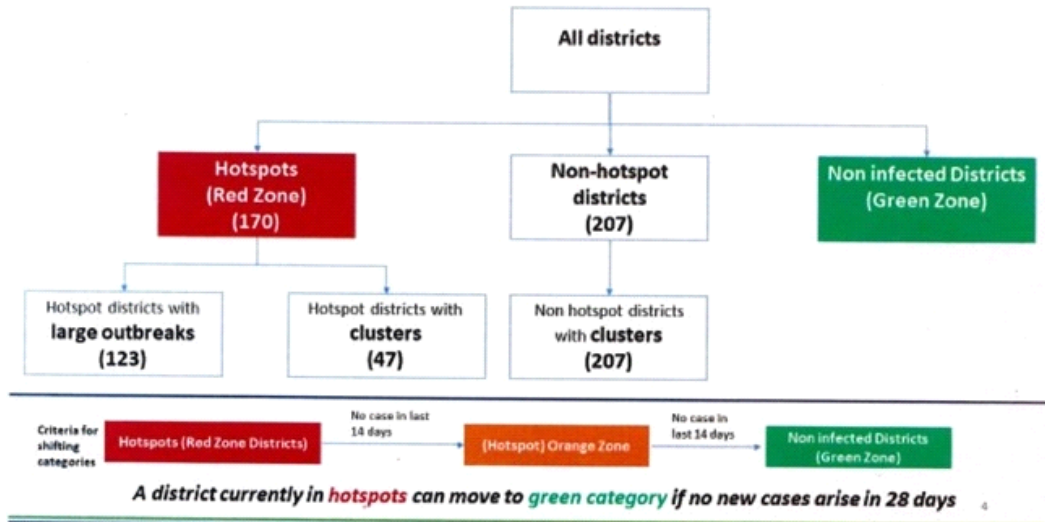 All districts
Hotspots
(Red Zone)
(170)
Non-hotspot
districts
(207)
Non infected Districts
(Green Zone)
Hotspot districts with
large outbreaks
(123)
Hotspot districts with
clusters
(47)
Non hotspot districts
with clusters
(207)
Criteria for
shifting
categories
Hotspots (Red Zone Districts)
No case in last
14 days
(Hotspot) Orange Zone
No case in
last 14 days
Non infected Districts
(Green Zone)
A district currently in hotspots can move to green category if no new cases arise in 28 days
4